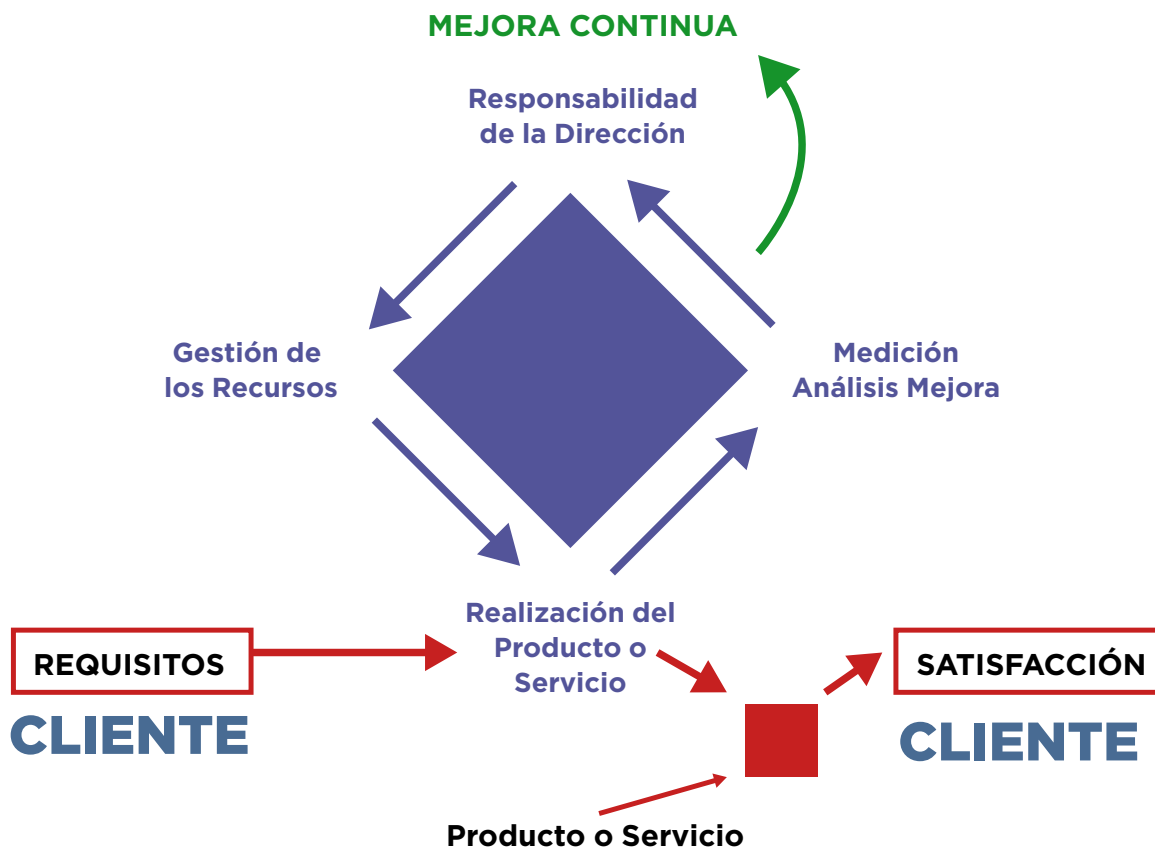 MEJORA CONTINUA
Responsabilidad
de la Dirección
Gestión de
los Recursos
Medición
Análisis Mejora
Realización del
Producto o
Servicio
REQUISITOS
CLIENTE
SATISFACCIÓN
CLIENTE
Producto o Servicio